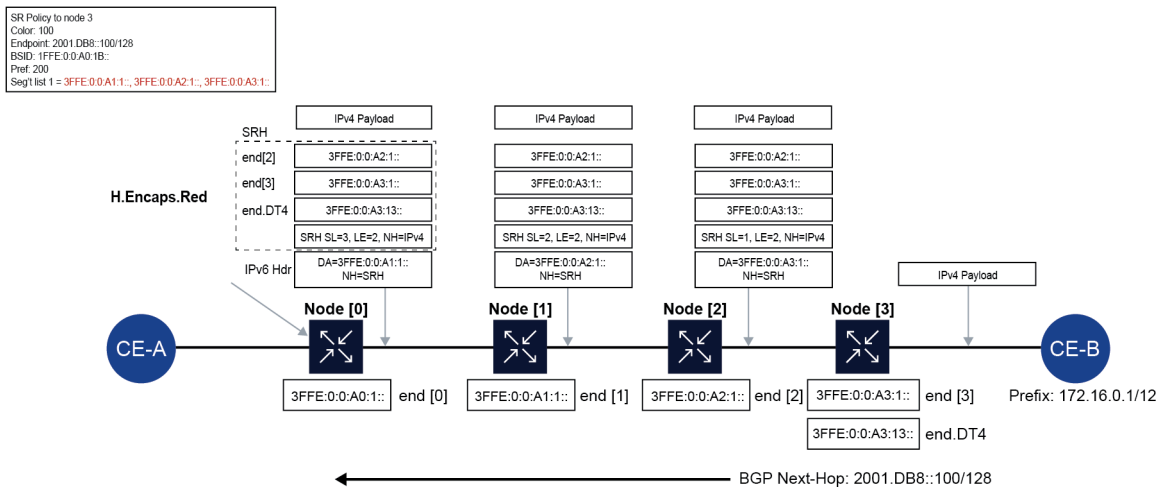 SR Policy to node 3
Color: 100
Endpoint: 2001.DB8::100/128
BSID: 1FFE:0:0:A0:1B::
Pref: 200
Seg't list 1 = 3FFE:0:0:A1:1::, 3FFE:0:0:A2:1::, 3FFE:0:0:A3:1::
H.Encaps.Red
SRH
IPv4 Payload
end[2]
3FFE:0:0:A2:1::
end[3]
3FFE:0:0:A3:1::
end.DT4
3FFE:0:0:A3:13::
SRH SL=3, LE=2, NH=IPv4
IPv6 Hdr
DA=3FFE:0:0:A1:1::
NH=SRH
IPv4 Payload
3FFE:0:0:A2:1::
3FFE:0:0:A3:1::
3FFE:0:0:A3:13::
SRH SL=2, LE=2, NH=IPv4
DA=3FFE:0:0:A2:1::
NH=SRH
IPv4 Payload
3FFE:0:0:A2:1::
3FFE:0:0:A3:1::
3FFE:0:0:A3:13::
SRH SL=1, LE=2, NH=IPv4
DA=3FFE:0:0:A3:1::
NH=SRH
IPv4 Payload
CE-A
Node [0]
Node [1]
Node [2]
Node [3]
CE-B
3FFE:0:0:A0:1:: end [0]
3FFE:0:0:A1:1:: end [1]
3FFE:0:0:A2:1:: end [2]
3FFE:0:0:A3:1:: end [3]
Prefix: 172.16.0.1/12
3FFE:0:0:A3:13:: end.DT4
BGP Next-Hop: 2001.DB8::100/128